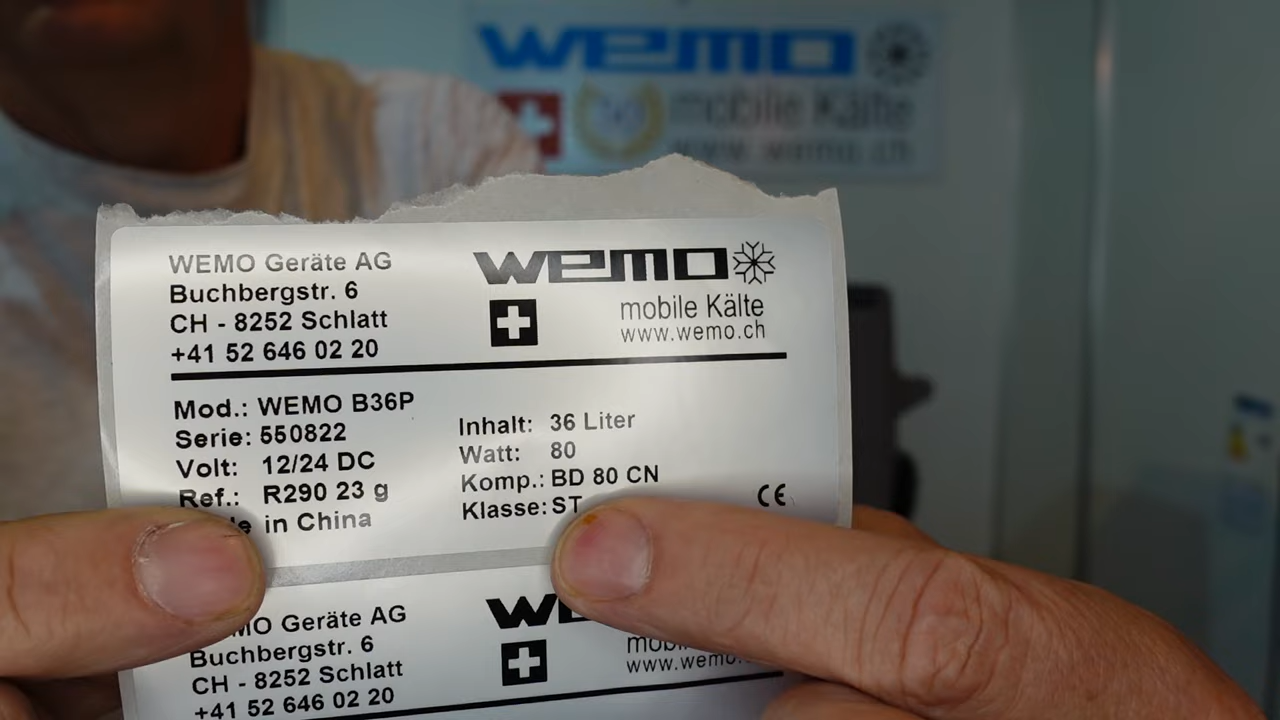 wemo
mobile Kälte
www.wemo.ch
WEMO Geräte AG
Buchbergstr. 6
CH - 8252 Schlatt
+41 52 646 02 20
wemo
mobile Kälte
www.wemo.ch
Mod.: WEMO B36P
Serie: 550822
Volt: 12/24 DC
Ref.: R290 23 g
in China
Inhalt: 36 Liter
Watt: 80
Komp.: BD 80 CN
Klasse: ST
CE
Geräte AG
Buchbergstr. 6
CH - 8252 Schlatt
+41 52 646 02 20
www.wemo.